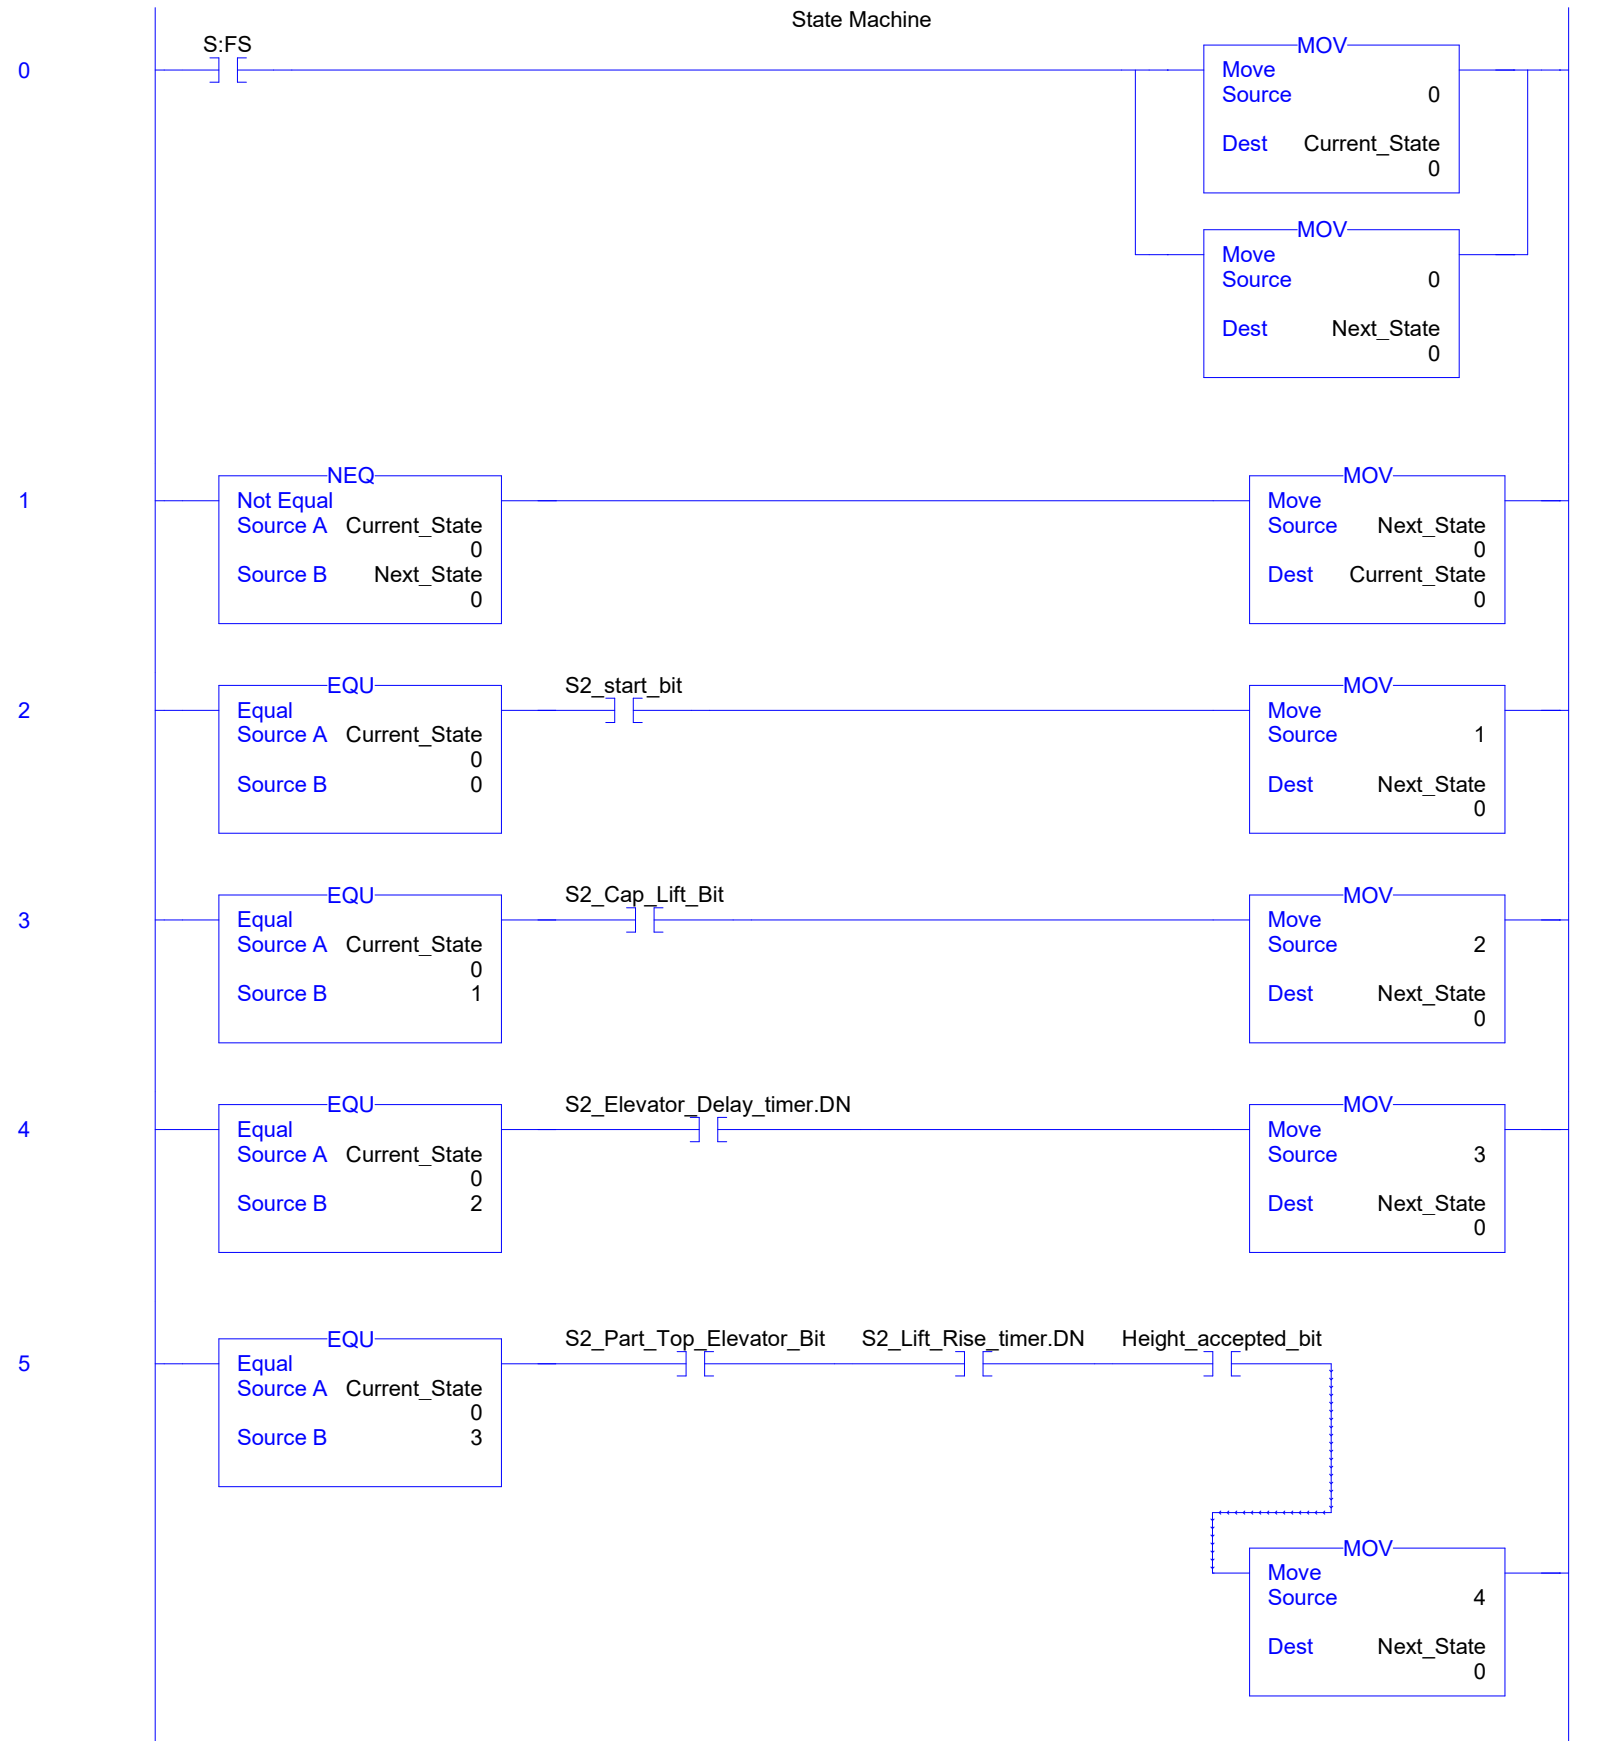 State Machine
0
S:FS
MOV
Move
Source 0
Dest Current_State
0
MOV
Move
Source 0
Dest Next_State
0
1
NEQ
Not Equal
Source A Current_State
0
Source B Next_State
0
MOV
Move
Source Next_State
0
Dest Current_State
0
2
EQU
Equal
Source A Current_State
0
Source B 0
S2_start_bit
MOV
Move
Source 1
Dest Next_State
0
3
EQU
Equal
Source A Current_State
0
Source B 1
S2_Cap_Lift_Bit
MOV
Move
Source 2
Dest Next_State
0
4
EQU
Equal
Source A Current_State
0
Source B 2
S2_Elevator_Delay_timer.DN
MOV
Move
Source 3
Dest Next_State
0
5
EQU
Equal
Source A Current_State
0
Source B 3
S2_Part_Top_Elevator_Bit
S2_Lift_Rise_timer.DN
Height_accepted_bit
MOV
Move
Source 4
Dest Next_State
0